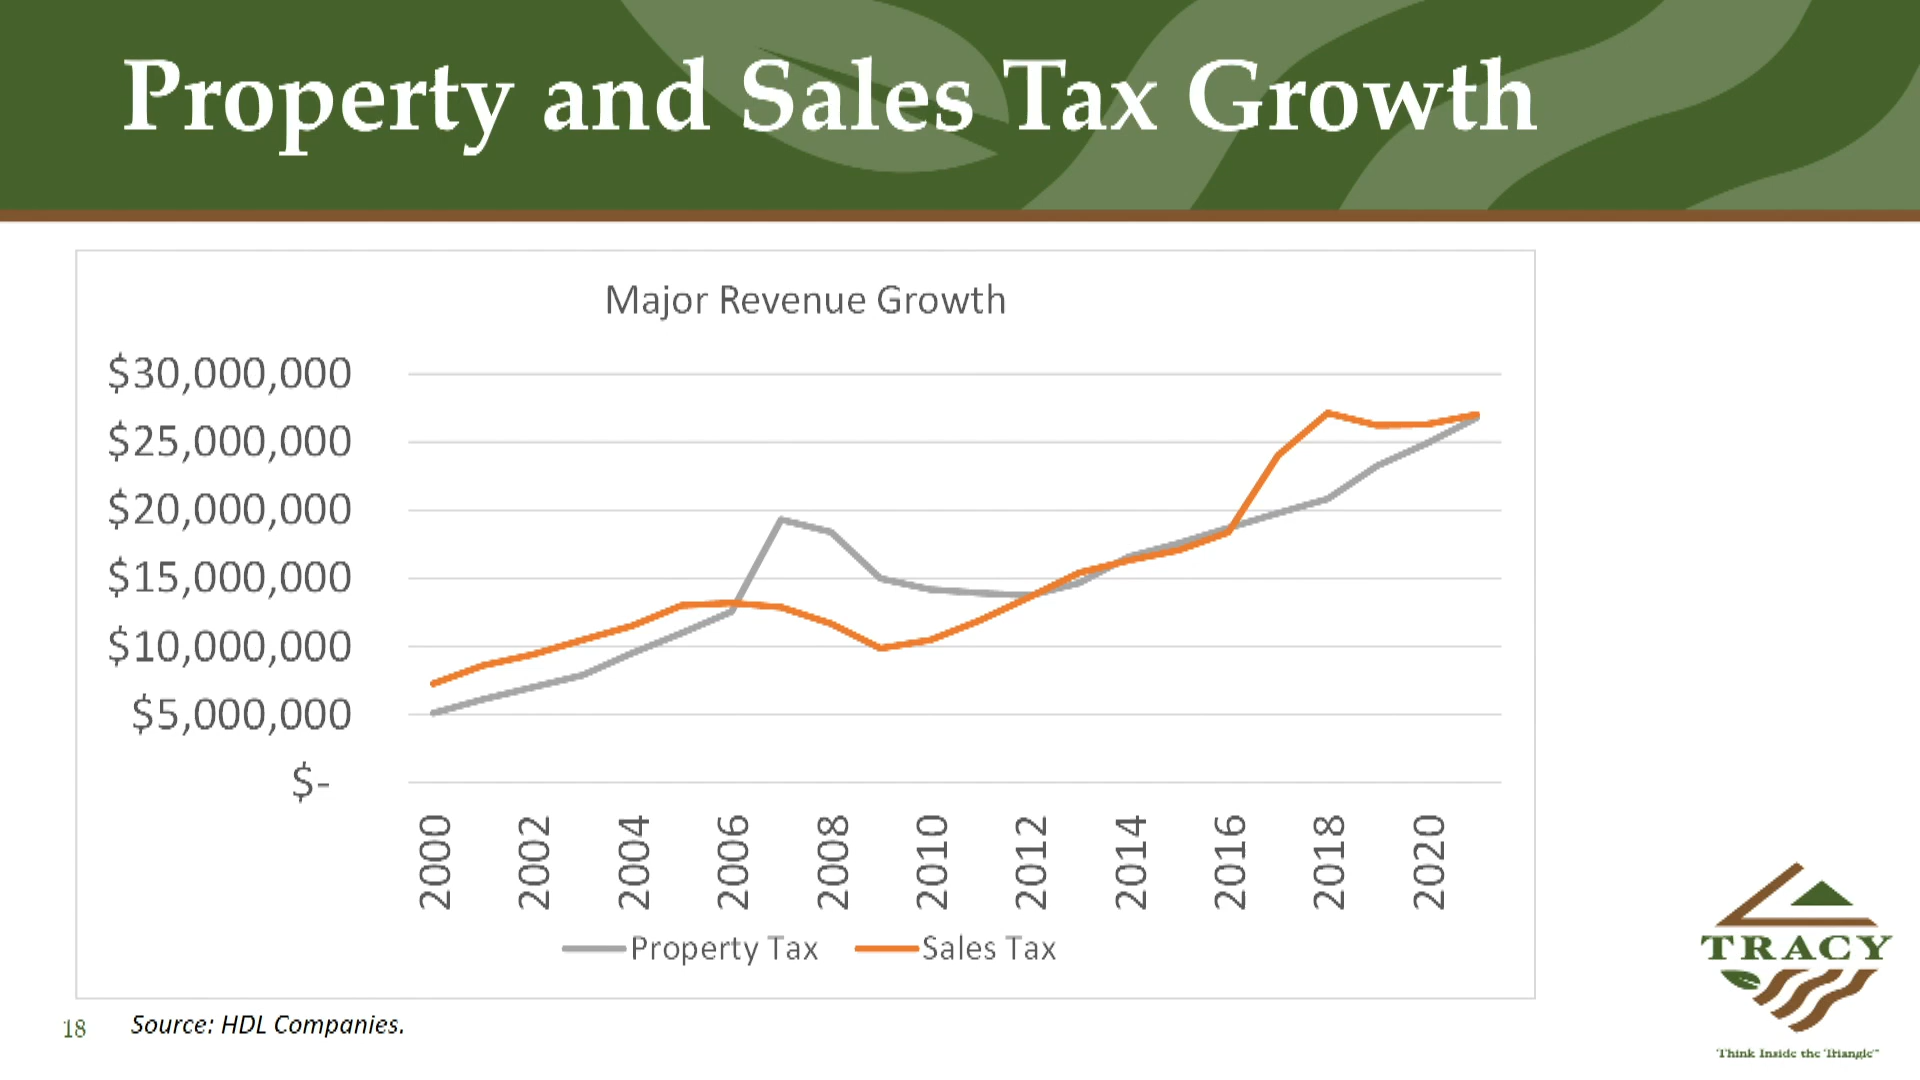 Property and Sales Tax Growth
Major Revenue Growth
$30,000,000
$25,000,000
$20,000,000
$15,000,000
$10,000,000
$5,000,000
$-
2000 2002 2004 2006 2008 2010 2012 2014 2016 2018 2020
Property Tax Sales Tax
TRACY
Think Inside the Triangle™
18 Source: HDL Companies.